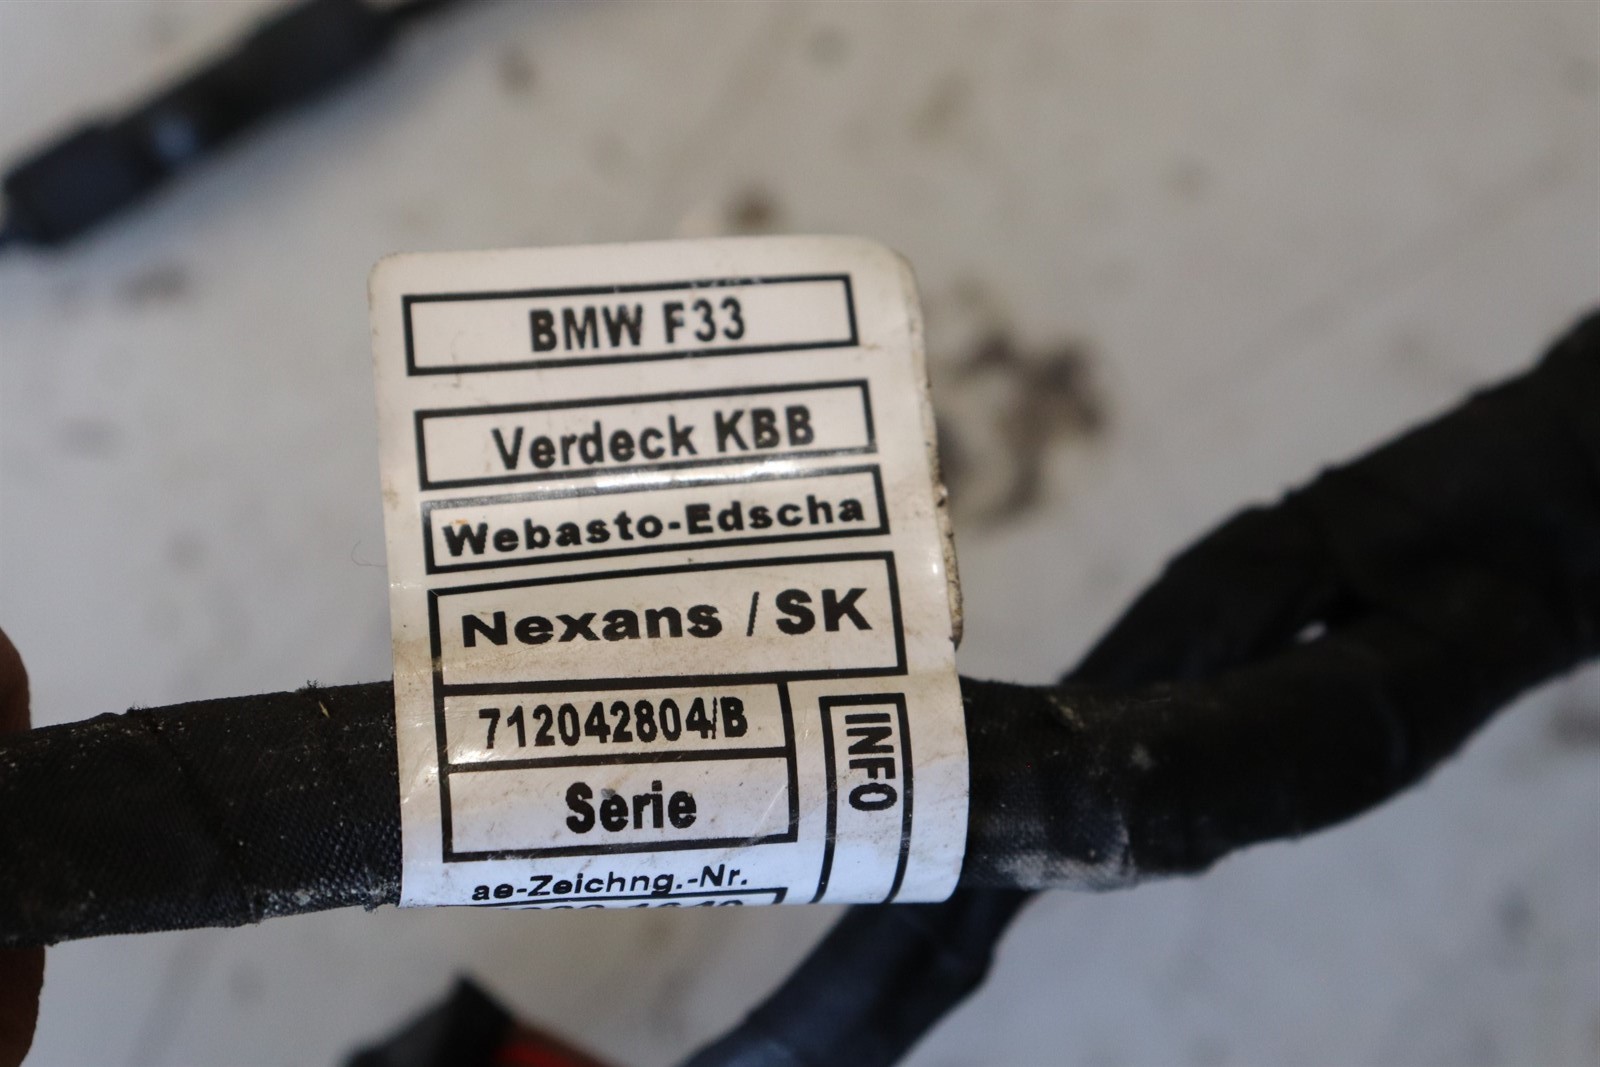 BMW F33
Verdeck KBB
Webasto-Edscha
Nexans / SK
712042804/B
Serie
INFO
ae-Zeichng.-Nr.